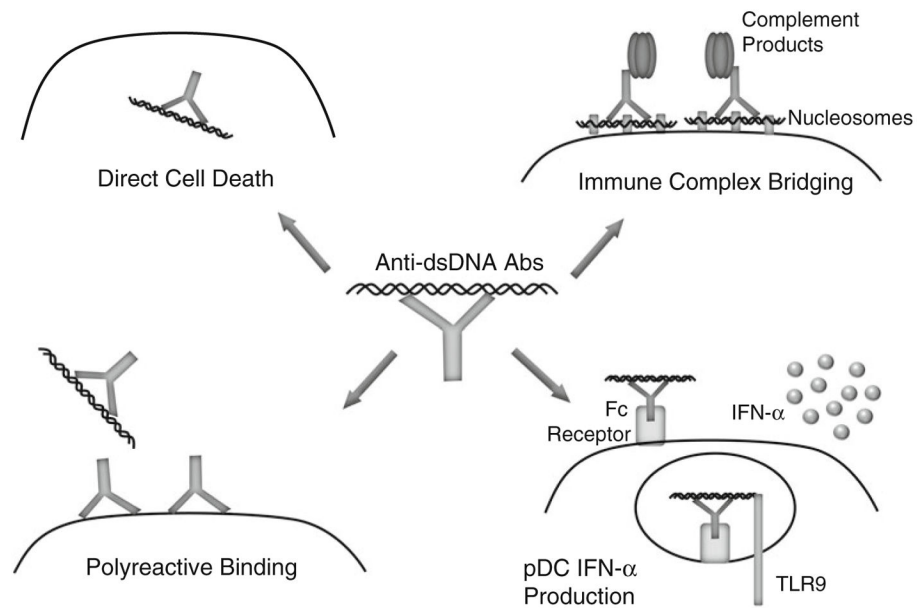 Complement
Products
Nucleosomes
Direct Cell Death
Immune Complex Bridging
Anti-dsDNA Abs
Fc
Receptor
IFN-α
Polyreactive Binding
pDC IFN-α
Production
TLR9